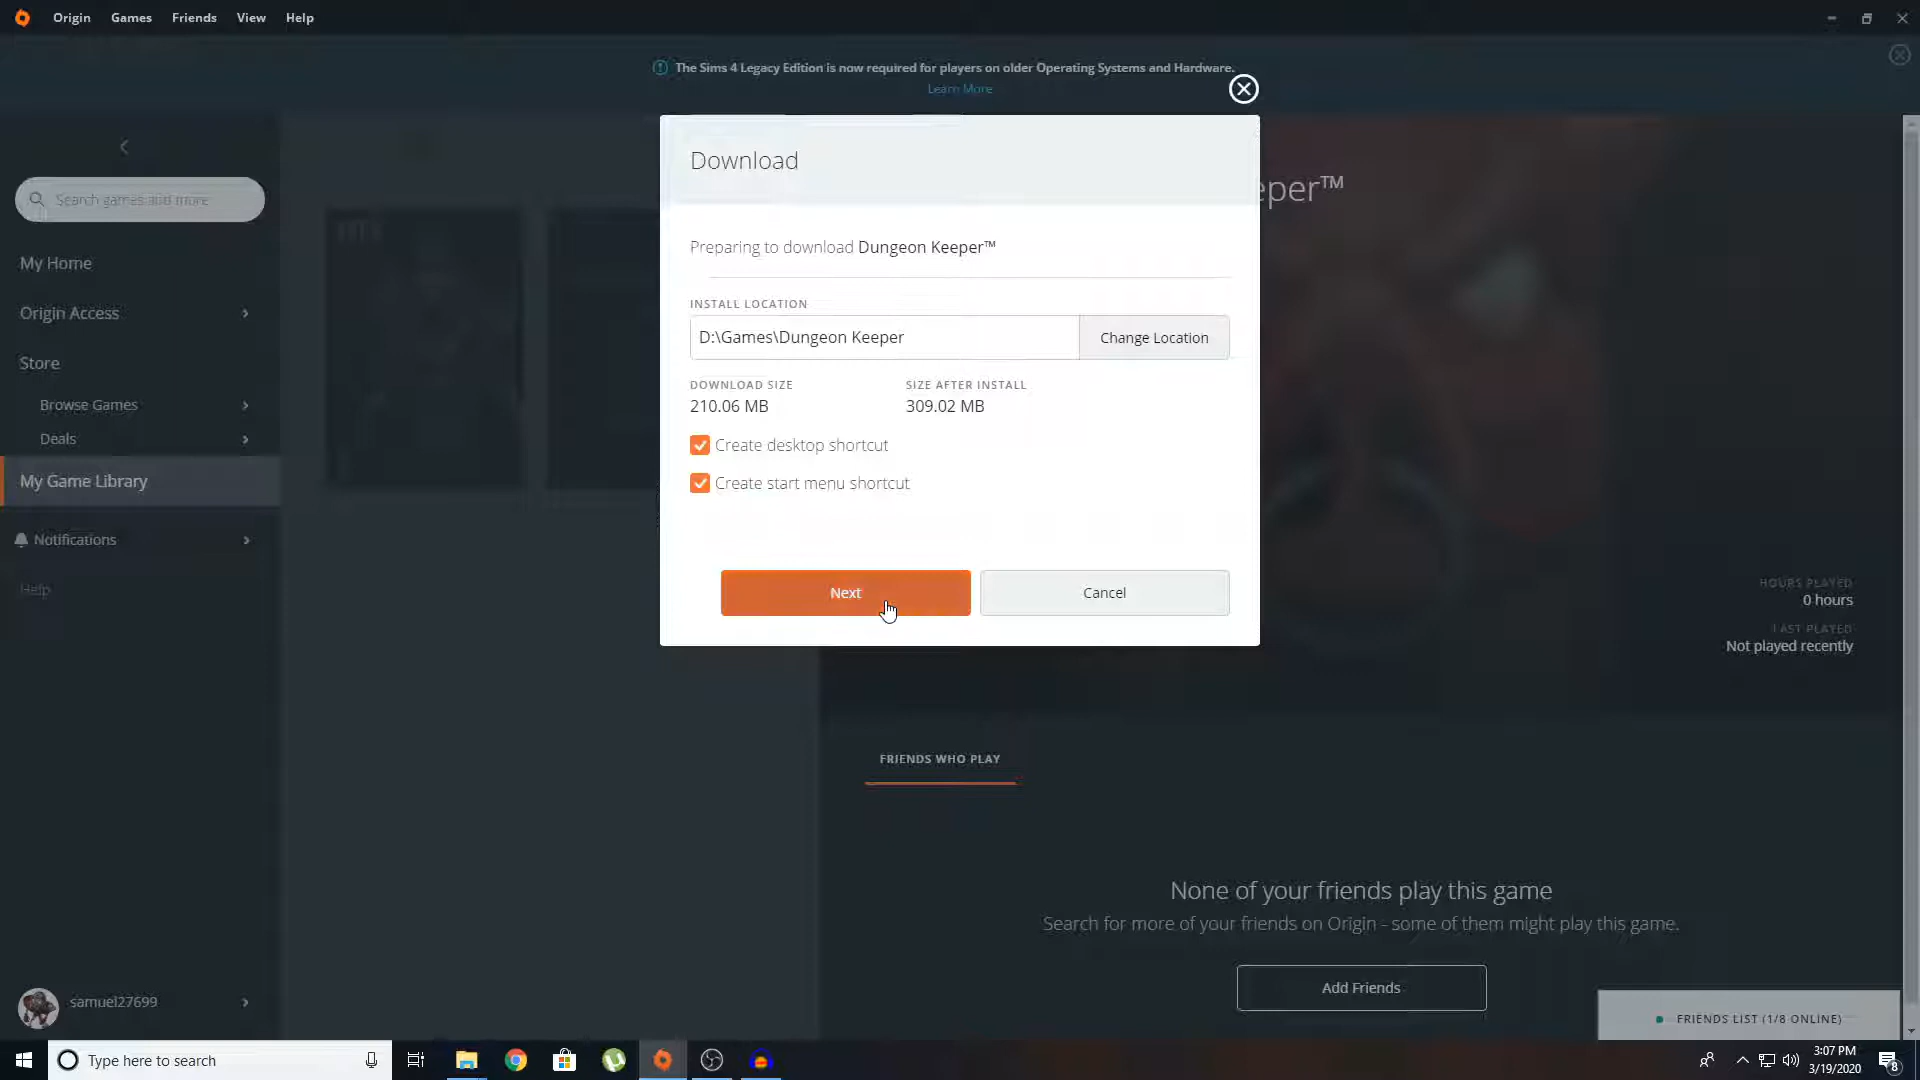 Origin Games Friends View Help
The Sims 4 Legacy Edition is now required for players on older Operating Systems and Hardware.
Learn More
Download
eper™
Search games and more
Preparing to download Dungeon Keeper™
My Home
INSTALL LOCATION
Origin Access
D:\Games\Dungeon Keeper
Change Location
Store
DOWNLOAD SIZE
SIZE AFTER INSTALL
210.06 MB
309.02 MB
Browse Games
Deals
Create desktop shortcut
My Game Library
Create start menu shortcut
Notifications
Help
Next
Cancel
HOURS PLAYED
0 hours
LAST PLAYED
Not played recently
FRIENDS WHO PLAY
None of your friends play this game
Search for more of your friends on Origin - some of them might play this game.
Add Friends
samuel27699
FRIENDS LIST (1/8 ONLINE)
Type here to search
3:07 PM
3/19/2020
8